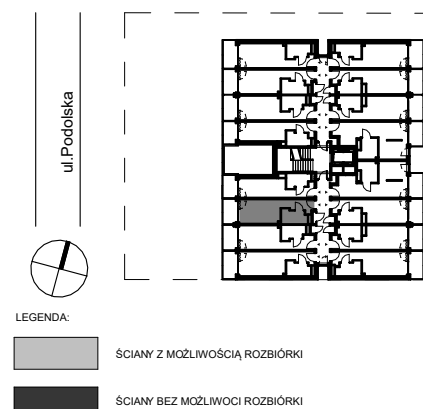 ul.Podolska
LEGENDA:
ŚCIANY Z MOŻLIWOŚCIĄ ROZBIÓRKI
ŚCIANY BEZ MOŻLIWOCI ROZBIÓRKI